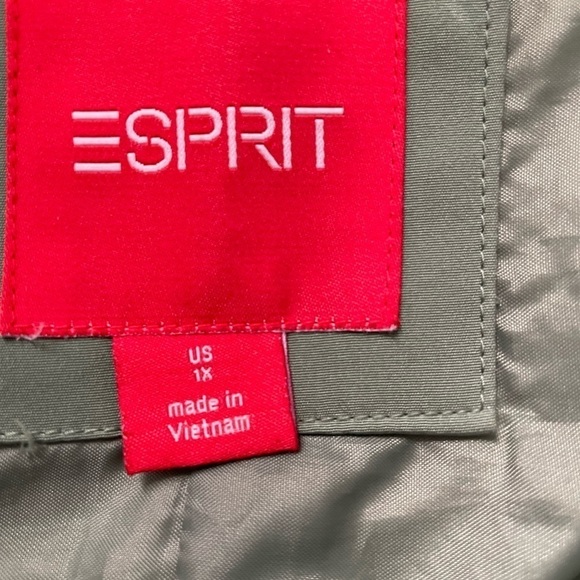 ESPRIT
US
1X
made in
Vietnam